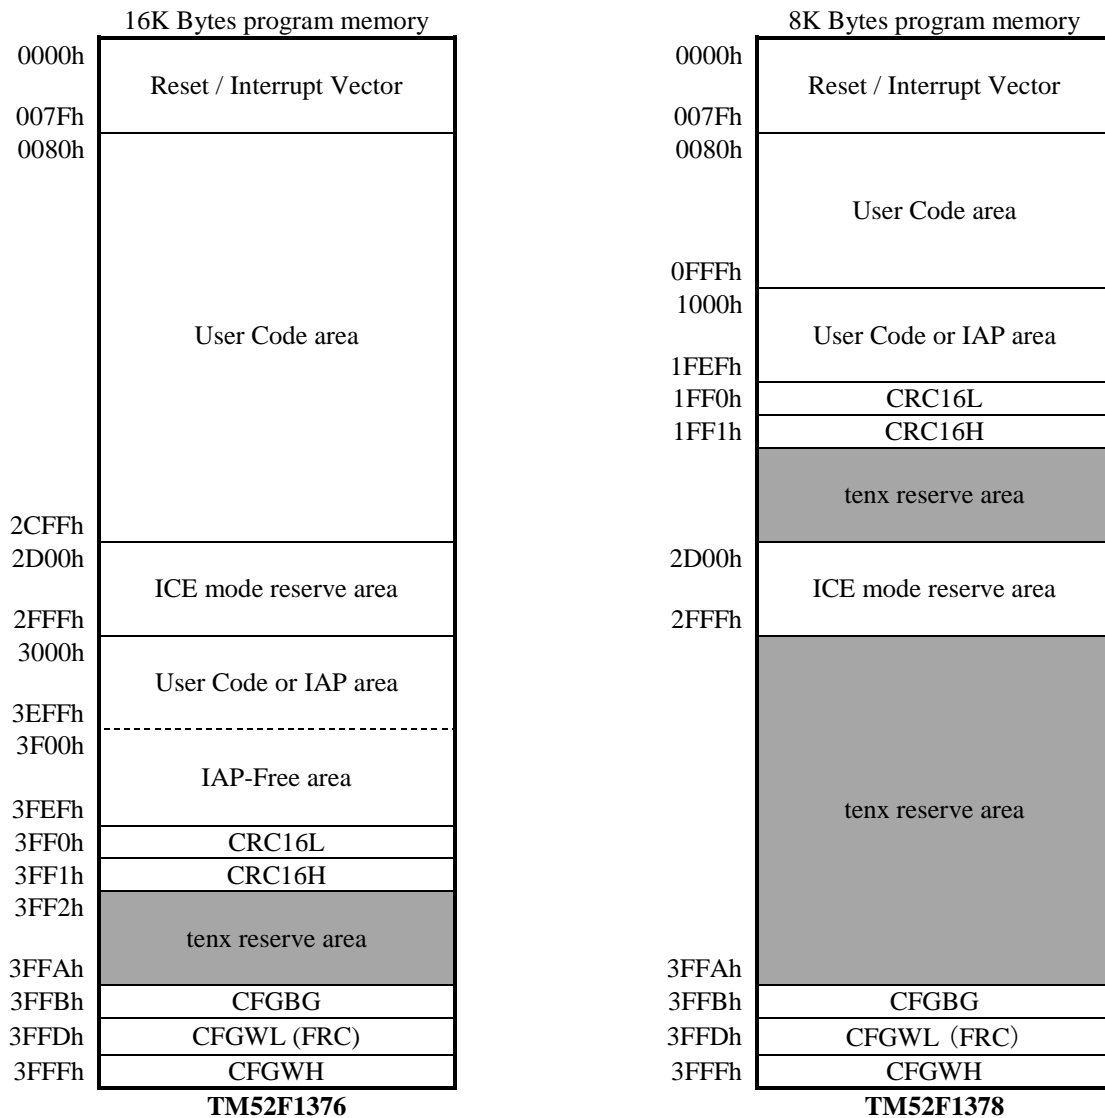 16K Bytes program memory
0000h
Reset / Interrupt Vector
007Fh
0080h
User Code area
2CFFh
2D00h
ICE mode reserve area
2FFFh
3000h
User Code or IAP area
3EFFh
3F00h
IAP-Free area
3FEFh
3FF0h CRC16L
3FF1h CRC16H
3FF2h
tenx reserve area
3FFAh
3FFBh CFGBG
3FFDh CFGWL (FRC)
3FFFh CFGWH
TM52F1376
8K Bytes program memory
0000h
Reset / Interrupt Vector
007Fh
0080h
User Code area
0FFFh
1000h
User Code or IAP area
1FEFh
1FF0h CRC16L
1FF1h CRC16H
tenx reserve area
2D00h
ICE mode reserve area
2FFFh
tenx reserve area
3FFAh
3FFBh CFGBG
3FFDh CFGWL（FRC）
3FFFh CFGWH
TM52F1378